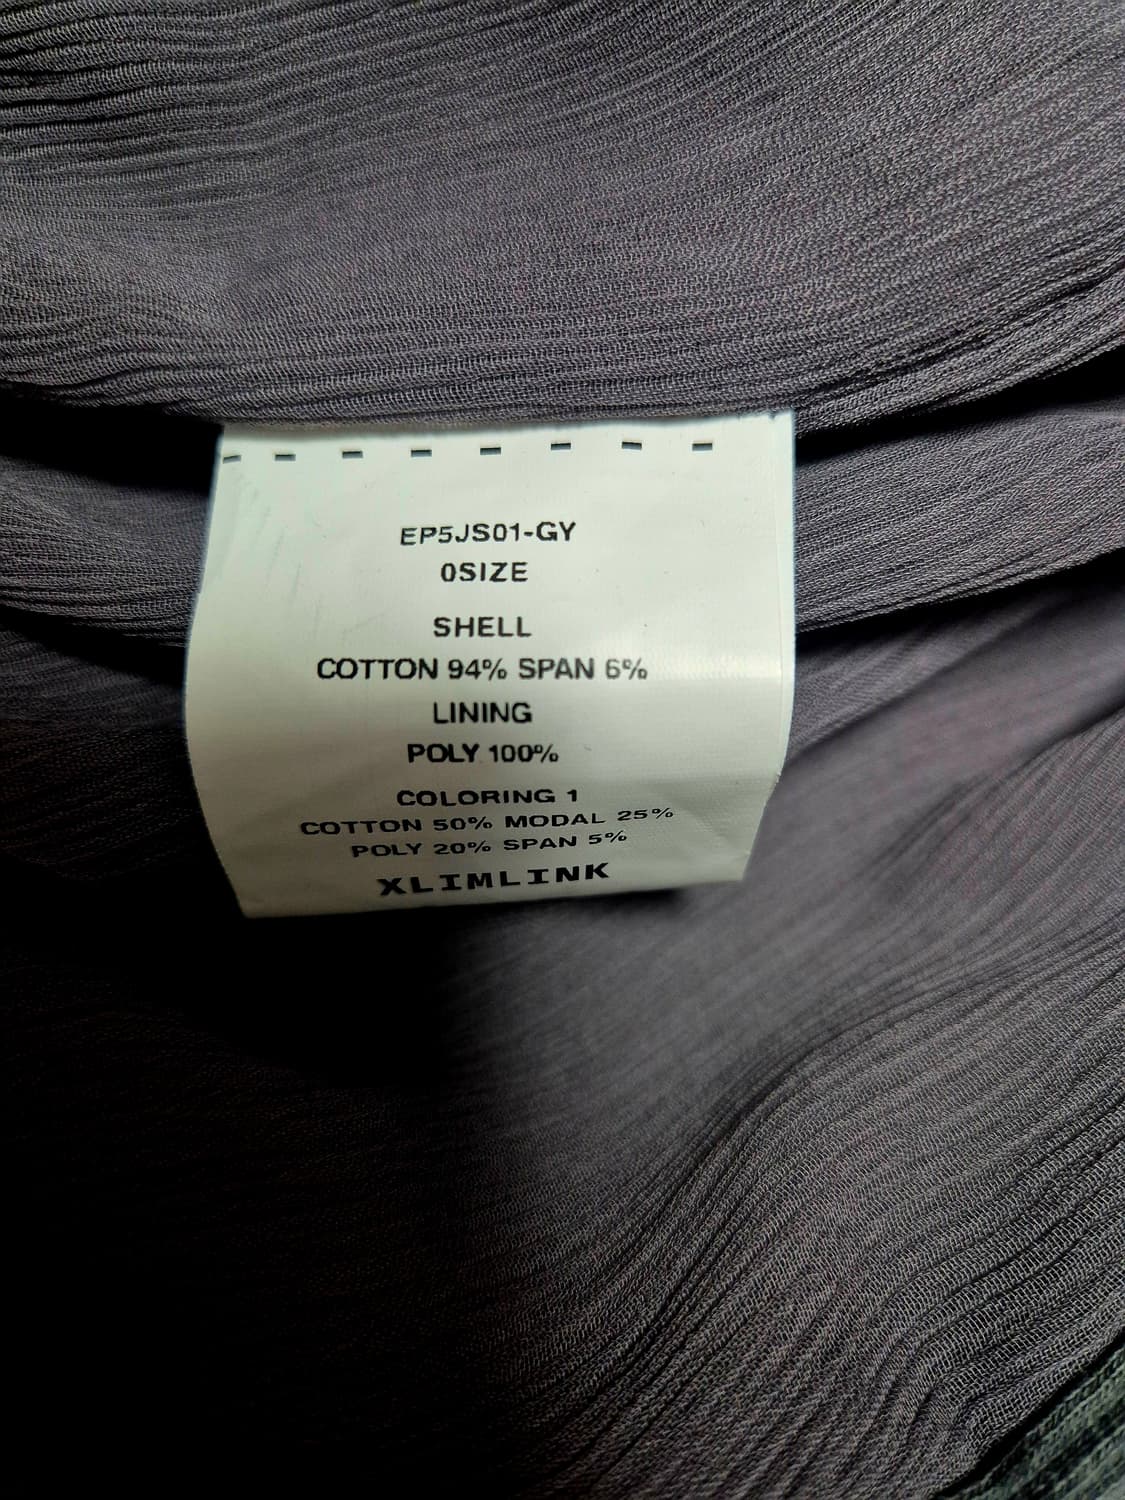 EP5JS01-GY
0SIZE
SHELL
COTTON 94% SPAN 6%
LINING
POLY 100%
COLORING 1
COTTON 50% MODAL 25%
POLY 20% SPAN 5%
XLIMLINK